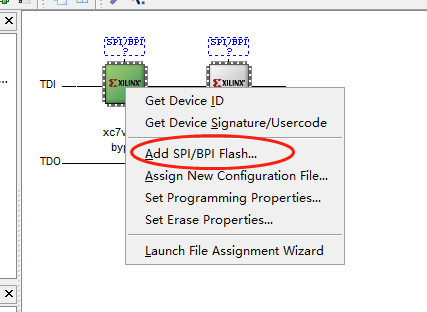 SPI/BPI
?
SPI/BPI
?
...
TDI
XILINX
XILINX
xc7v
byp
TDO
Get Device ID
Get Device Signature/Usercode
Add SPI/BPI Flash...
Assign New Configuration File...
Set Programming Properties...
Set Erase Properties...
Launch File Assignment Wizard